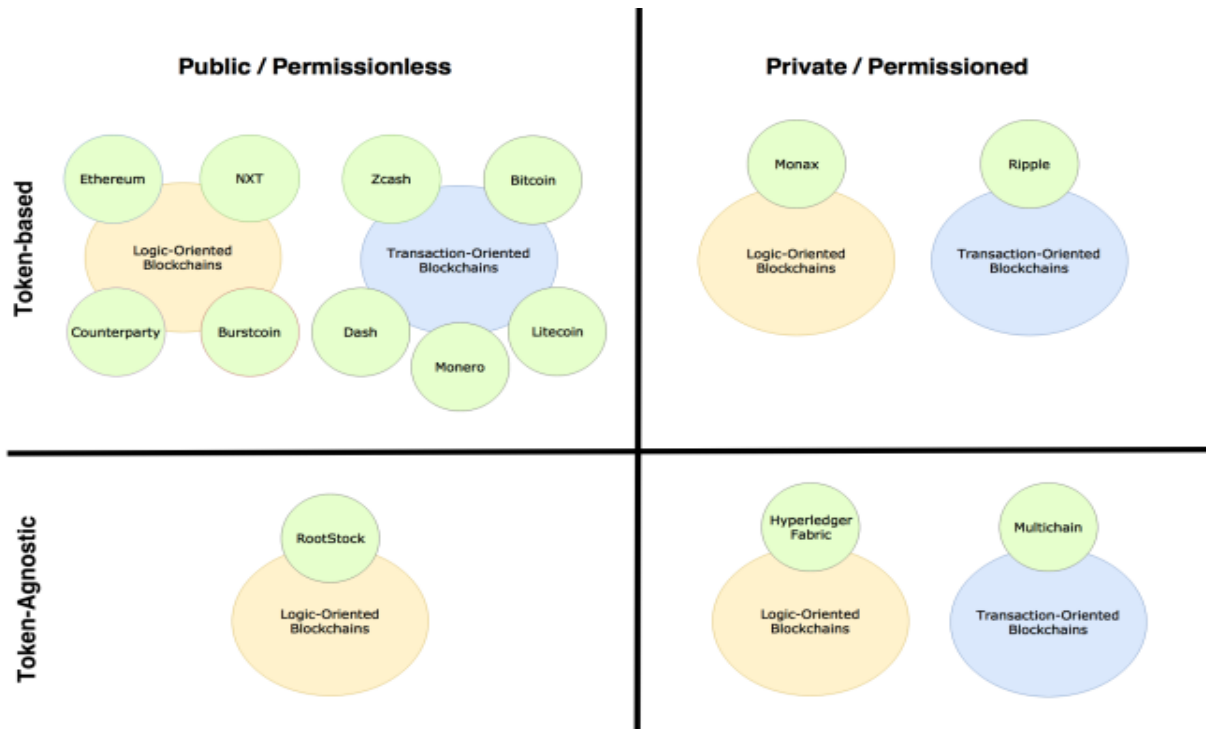 Public / Permissionless
Private / Permissioned
Token-based
Ethereum
NXT
Zcash
Bitcoin
Logic-Oriented
Blockchains
Transaction-Oriented
Blockchains
Counterparty
Burstcoin
Dash
Monero
Litecoin
Monax
Ripple
Logic-Oriented
Blockchains
Transaction-Oriented
Blockchains
Token-Agnostic
RootStock
Logic-Oriented
Blockchains
Hyperledger
Fabric
Multichain
Logic-Oriented
Blockchains
Transaction-Oriented
Blockchains